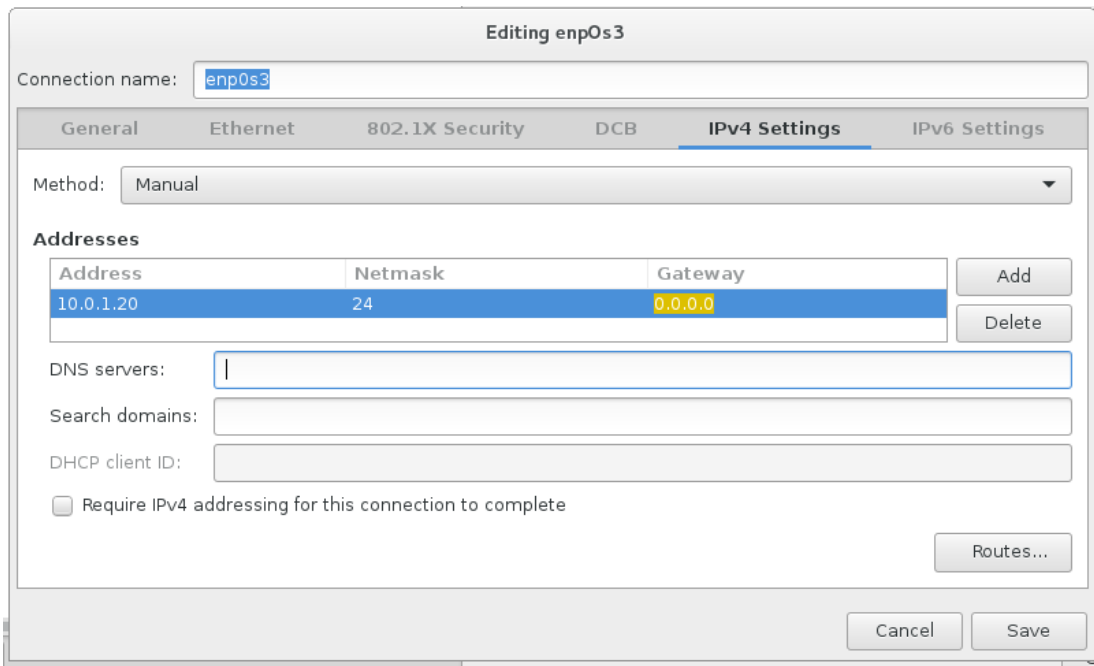 Editing enp0s3
Connection name: enp0s3
General Ethernet 802.1X Security DCB IPv4 Settings IPv6 Settings
Method: Manual
Addresses
Address Netmask Gateway
10.0.1.20 24 0.0.0.0
Add
Delete
DNS servers:
Search domains:
DHCP client ID:
Require IPv4 addressing for this connection to complete
Routes...
Cancel Save